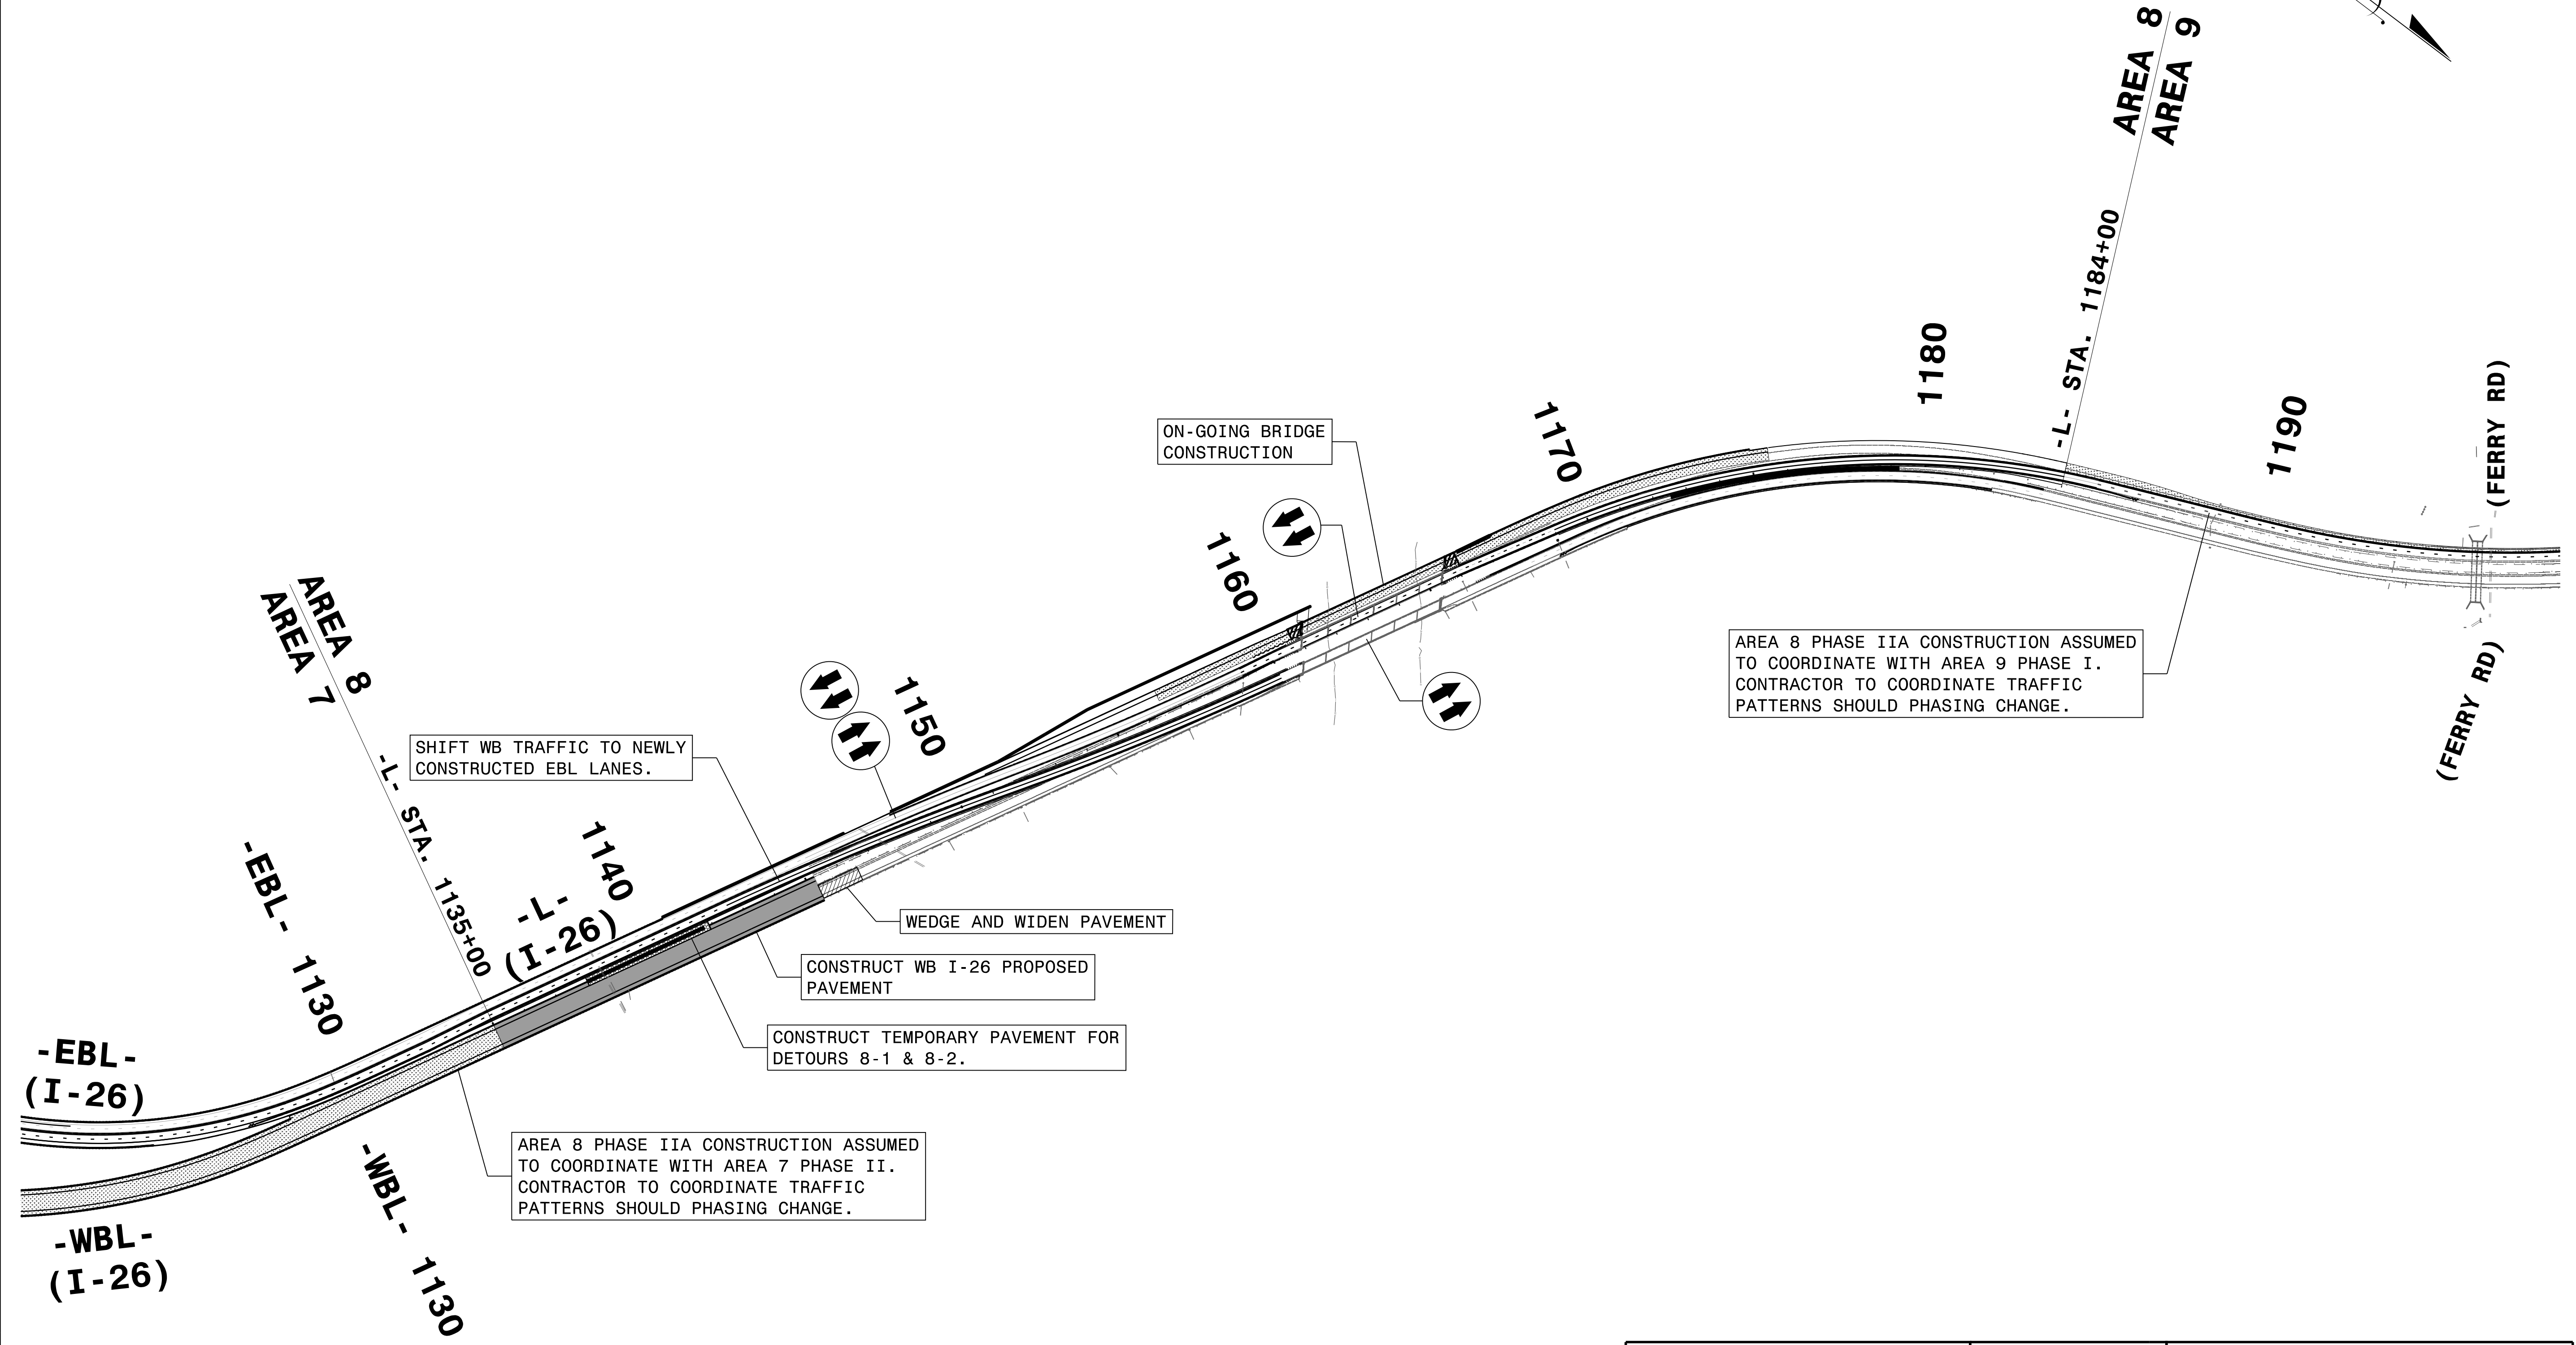 AREA 8
AREA 9
-L- STA. 1184+00
1180
1190
(FERRY RD)
(FERRY RD)
1170
ON-GOING BRIDGE
CONSTRUCTION
1160
AREA 8 PHASE IIA CONSTRUCTION ASSUMED
TO COORDINATE WITH AREA 9 PHASE I.
CONTRACTOR TO COORDINATE TRAFFIC
PATTERNS SHOULD PHASING CHANGE.
AREA 8
AREA 7
-L- STA. 1135+00
1150
SHIFT WB TRAFFIC TO NEWLY
CONSTRUCTED EBL LANES.
1140
-L-
(I-26)
-EBL- 1130
WEDGE AND WIDEN PAVEMENT
CONSTRUCT WB I-26 PROPOSED
PAVEMENT
CONSTRUCT TEMPORARY PAVEMENT FOR
DETOURS 8-1 & 8-2.
-EBL-
(I-26)
AREA 8 PHASE IIA CONSTRUCTION ASSUMED
TO COORDINATE WITH AREA 7 PHASE II.
CONTRACTOR TO COORDINATE TRAFFIC
PATTERNS SHOULD PHASING CHANGE.
-WBL-
(I-26)
-WBL- 1130